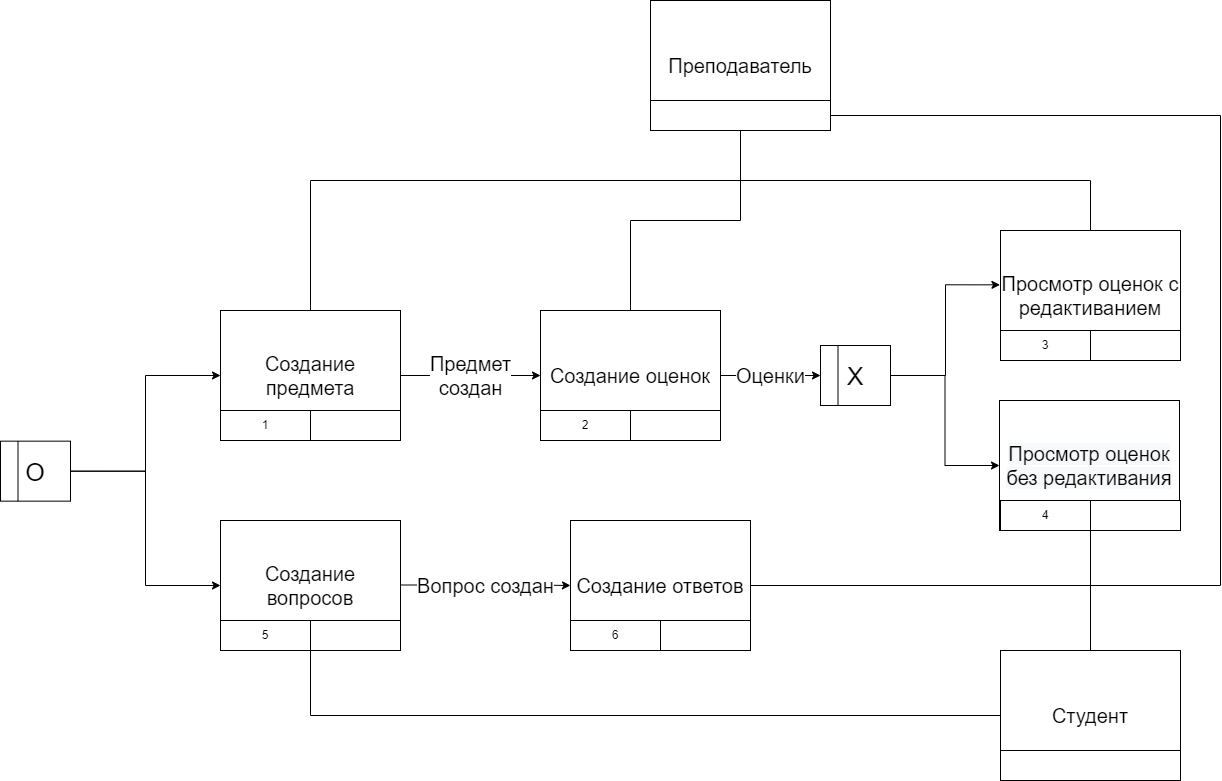 Преподаватель
Просмотр оценок с
редактиванием
3
Создание
предмета
1
Предмет
создан
Создание оценок
2
Оценки
X
O
Просмотр оценок
без редактивания
4
Создание
вопросов
5
Вопрос создан
Создание ответов
6
Студент